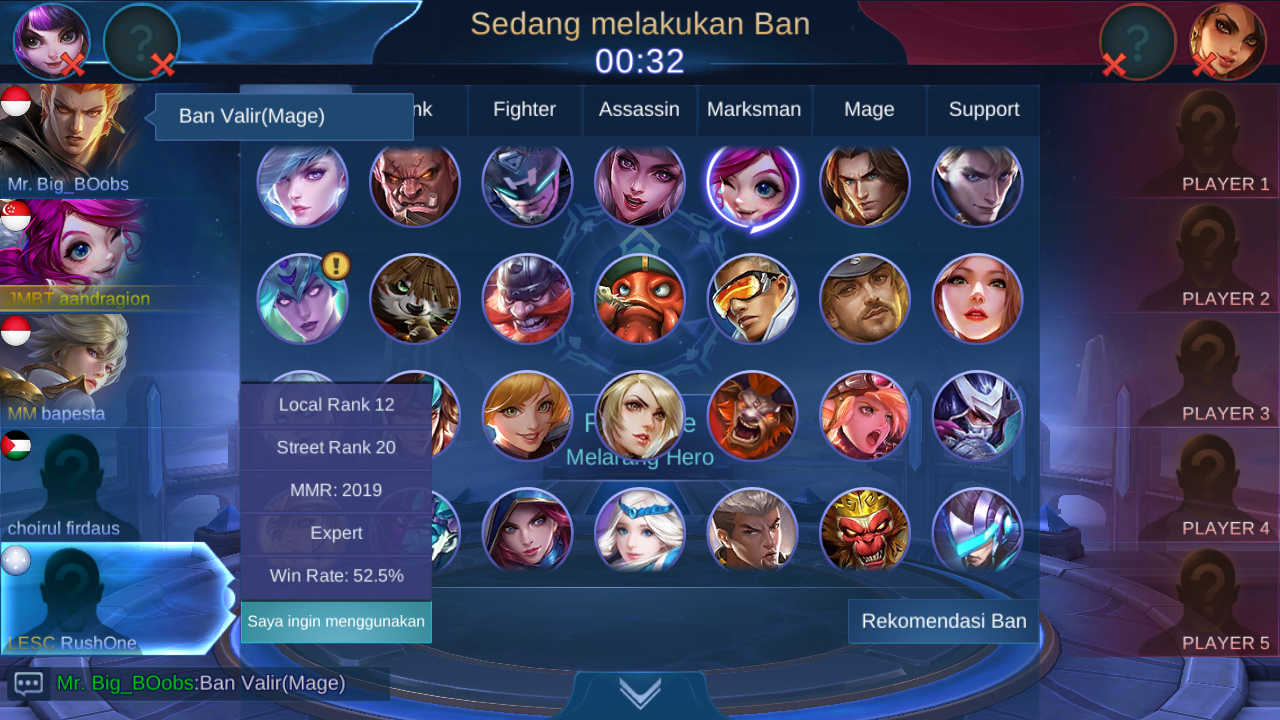 Sedang melakukan Ban
00:32
Ban Valir(Mage)
Fighter
Assassin
Marksman
Mage
Support
Mr. Big_BOobs
JMBT aandragion
MM bapesta
choirul firdaus
LESC RushOne
PLAYER 1
PLAYER 2
PLAYER 3
PLAYER 4
PLAYER 5
Melarang Hero
Local Rank 12
Street Rank 20
MMR: 2019
Expert
Win Rate: 52.5%
Saya ingin menggunakan
Rekomendasi Ban
Mr. Big_BOobs:Ban Valir(Mage)